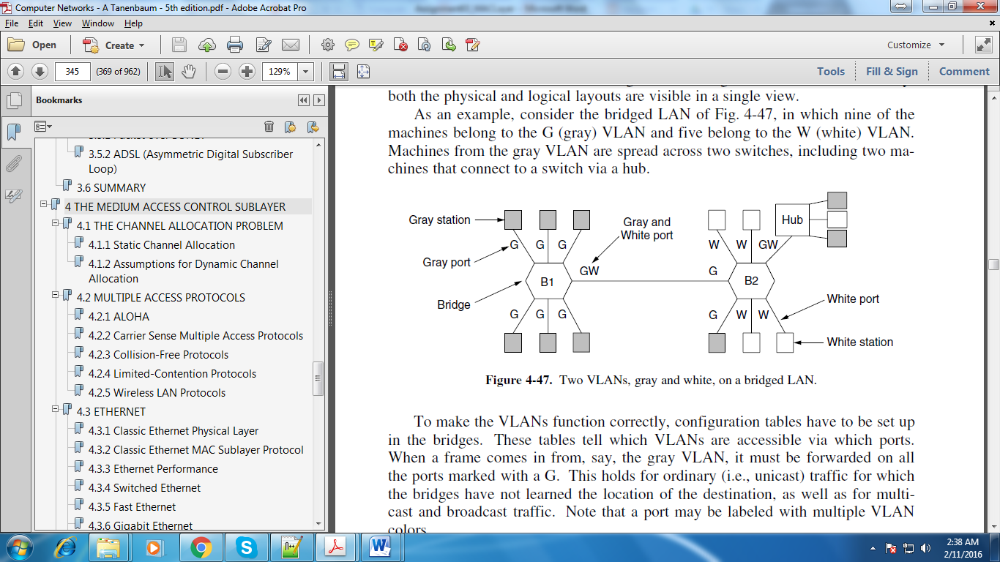 Computer Networks - A Tanenbaum - 5th edition.pdf - Adobe Acrobat Pro
File Edit View Window Help
Open
Create
Customize
345 (369 of 962)
129%
Tools Fill & Sign Comment
Bookmarks
3.5.2 ADSL (Asymmetric Digital Subscriber
Loop)
3.6 SUMMARY
4 THE MEDIUM ACCESS CONTROL SUBLAYER
4.1 THE CHANNEL ALLOCATION PROBLEM
4.1.1 Static Channel Allocation
4.1.2 Assumptions for Dynamic Channel
Allocation
4.2 MULTIPLE ACCESS PROTOCOLS
4.2.1 ALOHA
4.2.2 Carrier Sense Multiple Access Protocols
4.2.3 Collision-Free Protocols
4.2.4 Limited-Contention Protocols
4.2.5 Wireless LAN Protocols
4.3 ETHERNET
4.3.1 Classic Ethernet Physical Layer
4.3.2 Classic Ethernet MAC Sublayer Protocol
4.3.3 Ethernet Performance
4.3.4 Switched Ethernet
4.3.5 Fast Ethernet
4.3.6 Gigabit Ethernet
both the physical and logical layouts are visible in a single view.
As an example, consider the bridged LAN of Fig. 4-47, in which nine of the
machines belong to the G (gray) VLAN and five belong to the W (white) VLAN.
Machines from the gray VLAN are spread across two switches, including two ma-
chines that connect to a switch via a hub.
Gray station
Gray and
White port
Hub
G G G
W W GW
Gray port
GW
G
B1
B2
Bridge
White port
G G G
G W W
White station
Figure 4-47. Two VLANs, gray and white, on a bridged LAN.
To make the VLANs function correctly, configuration tables have to be set up
in the bridges. These tables tell which VLANs are accessible via which ports.
When a frame comes in from, say, the gray VLAN, it must be forwarded on all
the ports marked with a G. This holds for ordinary (i.e., unicast) traffic for which
the bridges have not learned the location of the destination, as well as for multi-
cast and broadcast traffic. Note that a port may be labeled with multiple VLAN
colors.
2:38 AM
2/11/2016